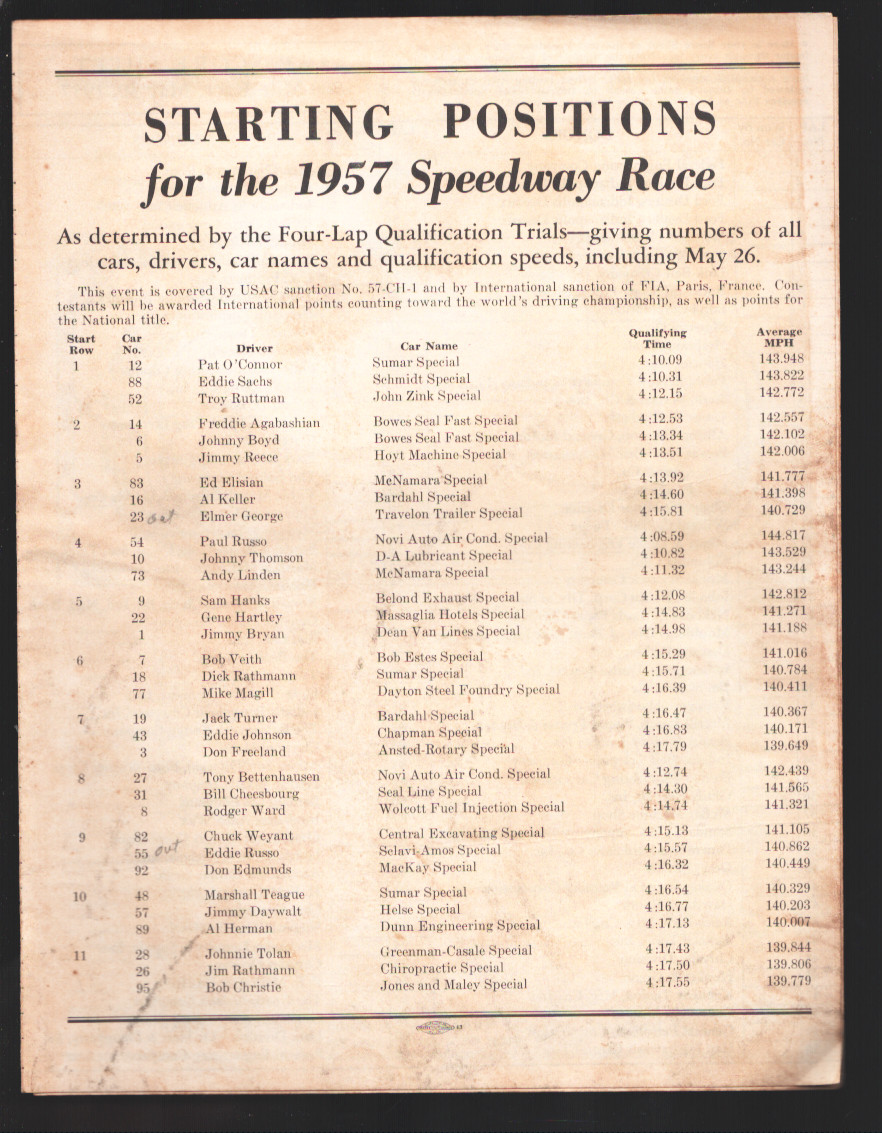 STARTING POSITIONS
for the 1957 Speedway Race
As determined by the Four-Lap Qualification Trials—giving numbers of all
cars, drivers, car names and qualification speeds, including May 26.
This event is covered by USAC sanction No. 57-CH-1 and by International sanction of FIA, Paris, France. Con-
testants will be awarded International points counting toward the world's driving championship, as well as points for
the National title.
Start Row Car No. Driver Car Name Qualifying Time Average MPH
1 12 Pat O'Connor Sumar Special 4:10.09 143.948
88 Eddie Sachs Schmidt Special 4:10.31 143.822
52 Troy Ruttman John Zink Special 4:12.15 142.772
2 14 Freddie Agabashian Bowes Seal Fast Special 4:12.53 142.557
6 Johnny Boyd Bowes Seal Fast Special 4:13.34 142.102
5 Jimmy Reece Hoyt Machine Special 4:13.51 142.006
3 83 Ed Elisian McNamara Special 4:13.92 141.777
16 Al Keller Bardahl Special 4:14.60 141.398
23 out Elmer George Travelon Trailer Special 4:15.81 140.729
4 54 Paul Russo Novi Auto Air Cond. Special 4:08.59 144.817
10 Johnny Thomson D-A Lubricant Special 4:10.82 143.529
73 Andy Linden McNamara Special 4:11.32 143.244
5 9 Sam Hanks Belond Exhaust Special 4:12.08 142.812
22 Gene Hartley Massaglia Hotels Special 4:14.83 141.271
1 Jimmy Bryan Dean Van Lines Special 4:14.98 141.188
6 7 Bob Veith Bob Estes Special 4:15.29 141.016
18 Dick Rathmann Sumar Special 4:15.71 140.784
77 Mike Magill Dayton Steel Foundry Special 4:16.39 140.411
7 19 Jack Turner Bardahl Special 4:16.47 140.367
43 Eddie Johnson Chapman Special 4:16.83 140.171
3 Don Freeland Ansted-Rotary Special 4:17.79 139.649
8 27 Tony Bettenhausen Novi Auto Air Cond. Special 4:12.74 142.439
31 Bill Cheesbourg Seal Line Special 4:14.30 141.565
8 Rodger Ward Wolcott Fuel Injection Special 4:14.74 141.321
9 82 Chuck Weyant Central Excavating Special 4:15.13 141.105
55 out Eddie Russo Sclavi-Amos Special 4:15.57 140.862
92 Don Edmunds MacKay Special 4:16.32 140.449
10 48 Marshall Teague Sumar Special 4:16.54 140.329
57 Jimmy Daywalt Helse Special 4:16.77 140.203
89 Al Herman Dunn Engineering Special 4:17.13 140.007
11 28 Johnnie Tolan Greenman-Casale Special 4:17.43 139.844
26 Jim Rathmann Chiropractic Special 4:17.50 139.806
95 Bob Christie Jones and Maley Special 4:17.55 139.779